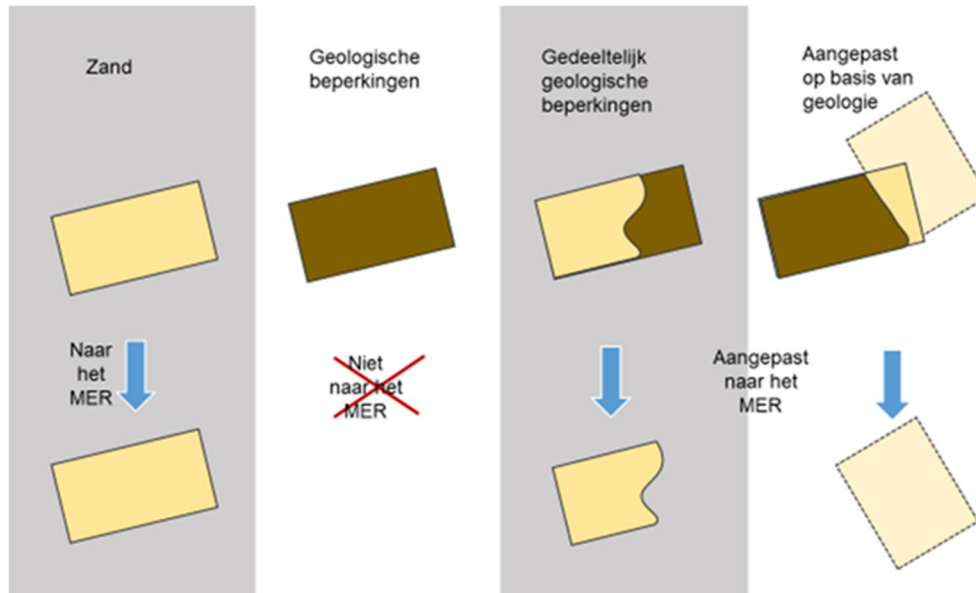 Zand
Geologische
beperkingen
Gedeeltelijk
geologische
beperkingen
Aangepast
op basis van
geologie
Naar
het
MER
Niet
naar het
MER
Aangepast
naar het
MER